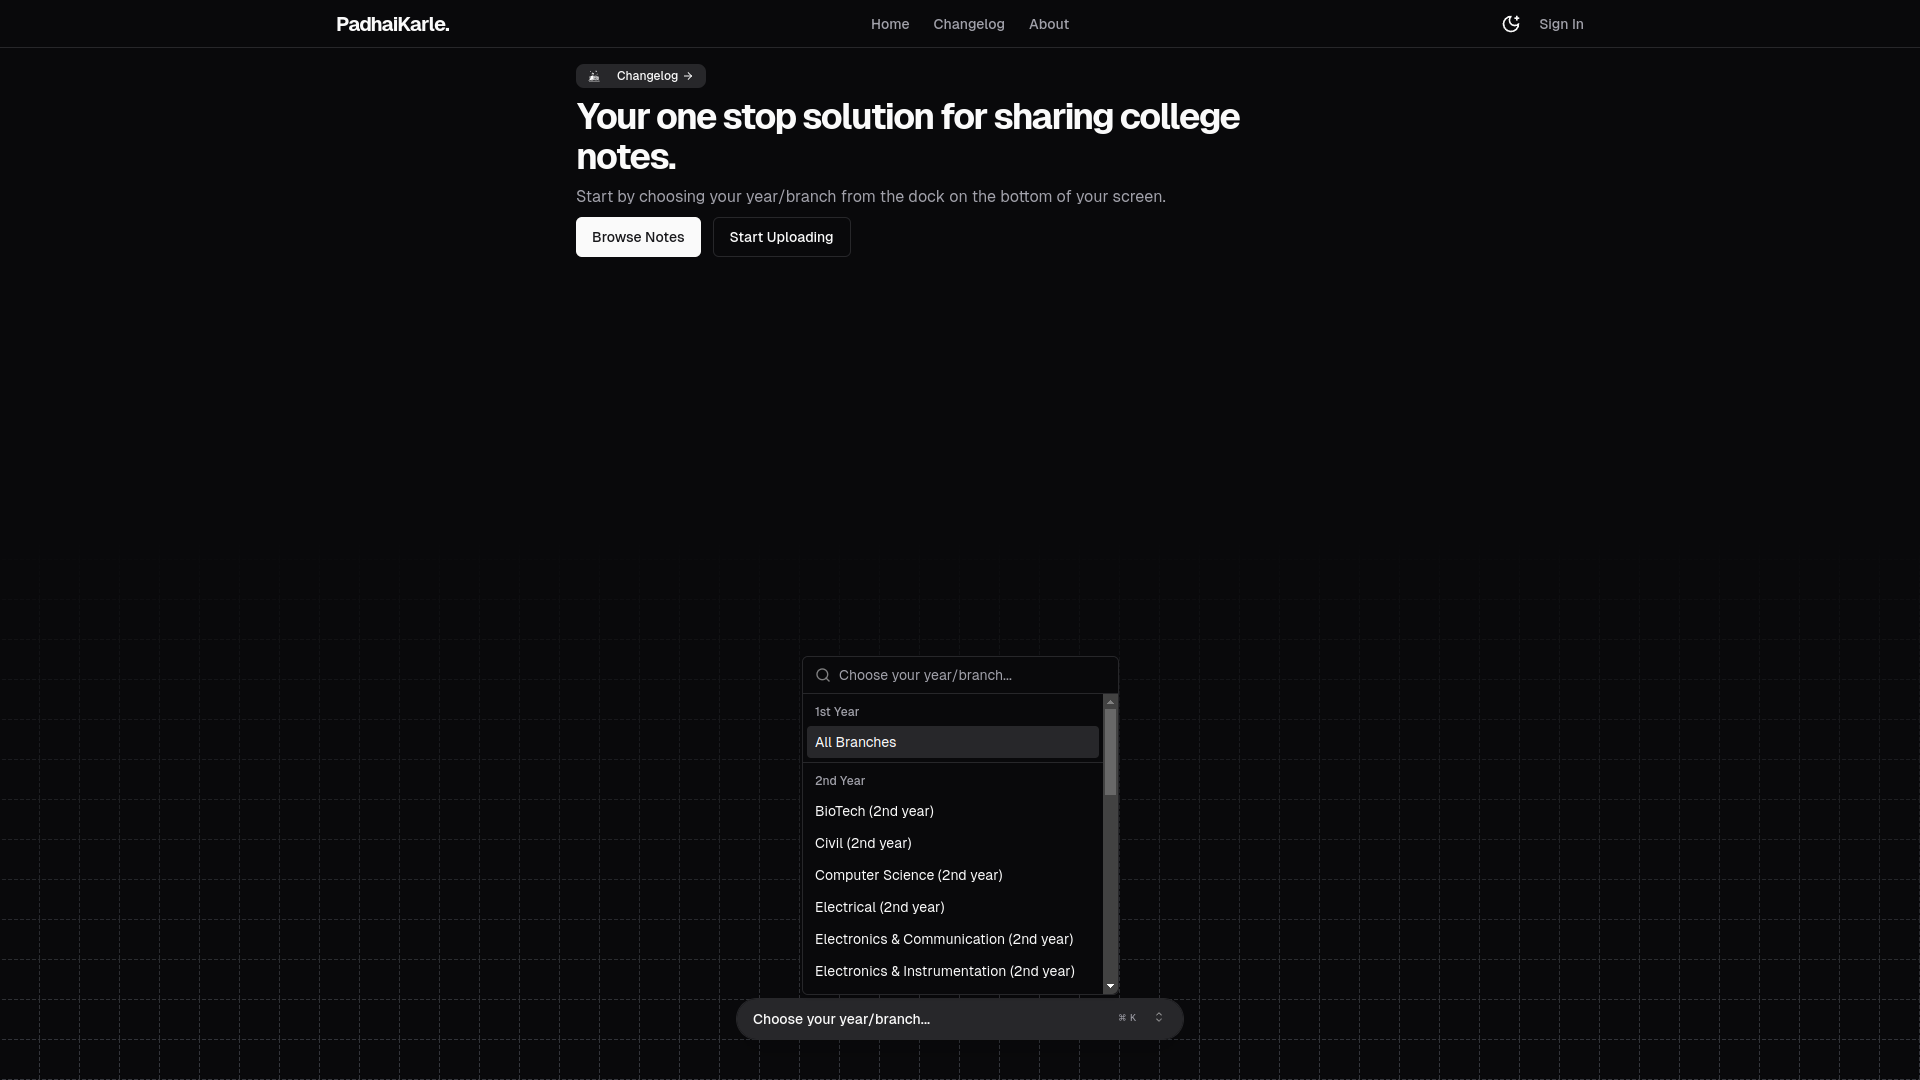 PadhaiKarle.
Home
Changelog
About
Sign In
Changelog →
Your one stop solution for sharing college
notes.
Start by choosing your year/branch from the dock on the bottom of your screen.
Browse Notes
Start Uploading
Choose your year/branch...
1st Year
All Branches
2nd Year
BioTech (2nd year)
Civil (2nd year)
Computer Science (2nd year)
Electrical (2nd year)
Electronics & Communication (2nd year)
Electronics & Instrumentation (2nd year)
Choose your year/branch...
⌘ K